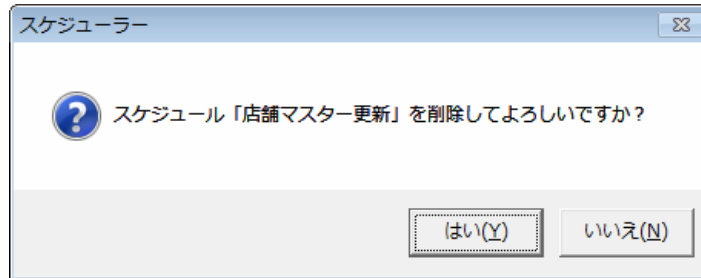 スケジューラー
スケジュール「店舗マスター更新」を削除してよろしいですか？
はい(Y)
いいえ(N)